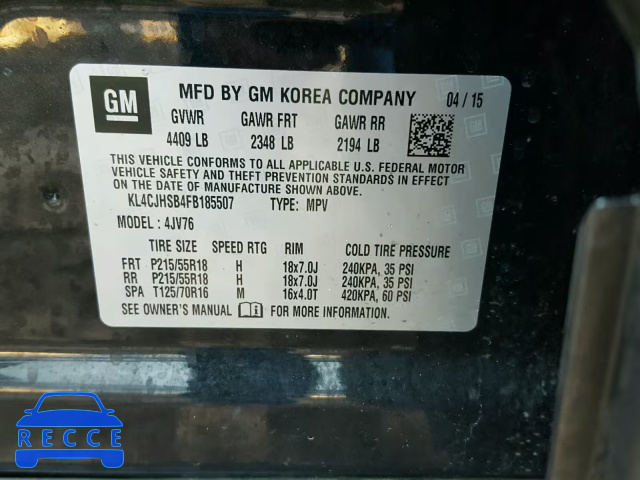 GM MFD BY GM KOREA COMPANY 04 / 15
GVWR GAWR FRT GAWR RR
4409 LB 2348 LB 2194 LB
THIS VEHICLE CONFORMS TO ALL APPLICABLE U.S. FEDERAL MOTOR
VEHICLE SAFETY AND THEFT PREVENTION STANDARDS IN EFFECT
ON THE DATE OF MANUFACTURE SHOWN ABOVE.
KL4CJHSB4FB185507 TYPE: MPV
MODEL : 4JV76
TIRE SIZE SPEED RTG RIM COLD TIRE PRESSURE
FRT P215/55R18 H 18x7.0J 240KPA, 35 PSI
RR P215/55R18 H 18x7.0J 240KPA, 35 PSI
SPA T125/70R16 M 16x4.0T 420KPA, 60 PSI
SEE OWNER'S MANUAL FOR MORE INFORMATION.
RECCE